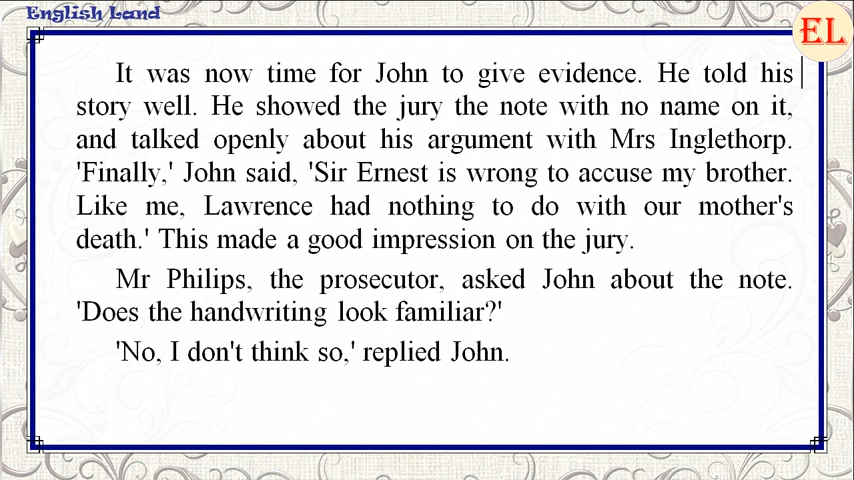 English Land
EL
It was now time for John to give evidence. He told his
story well. He showed the jury the note with no name on it,
and talked openly about his argument with Mrs Inglethorp.
'Finally,' John said, 'Sir Ernest is wrong to accuse my brother.
Like me, Lawrence had nothing to do with our mother's
death.' This made a good impression on the jury.
Mr Philips, the prosecutor, asked John about the note.
'Does the handwriting look familiar?'
'No, I don't think so,' replied John.